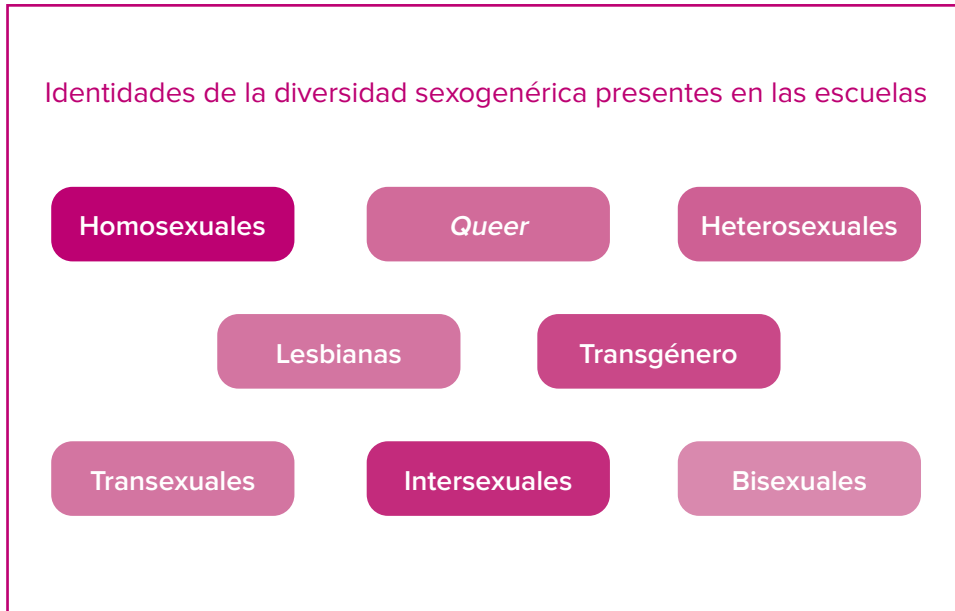 Identidades de la diversidad sexogenérica presentes en las escuelas
Homosexuales
Queer
Heterosexuales
Lesbianas
Transgénero
Transexuales
Intersexuales
Bisexuales